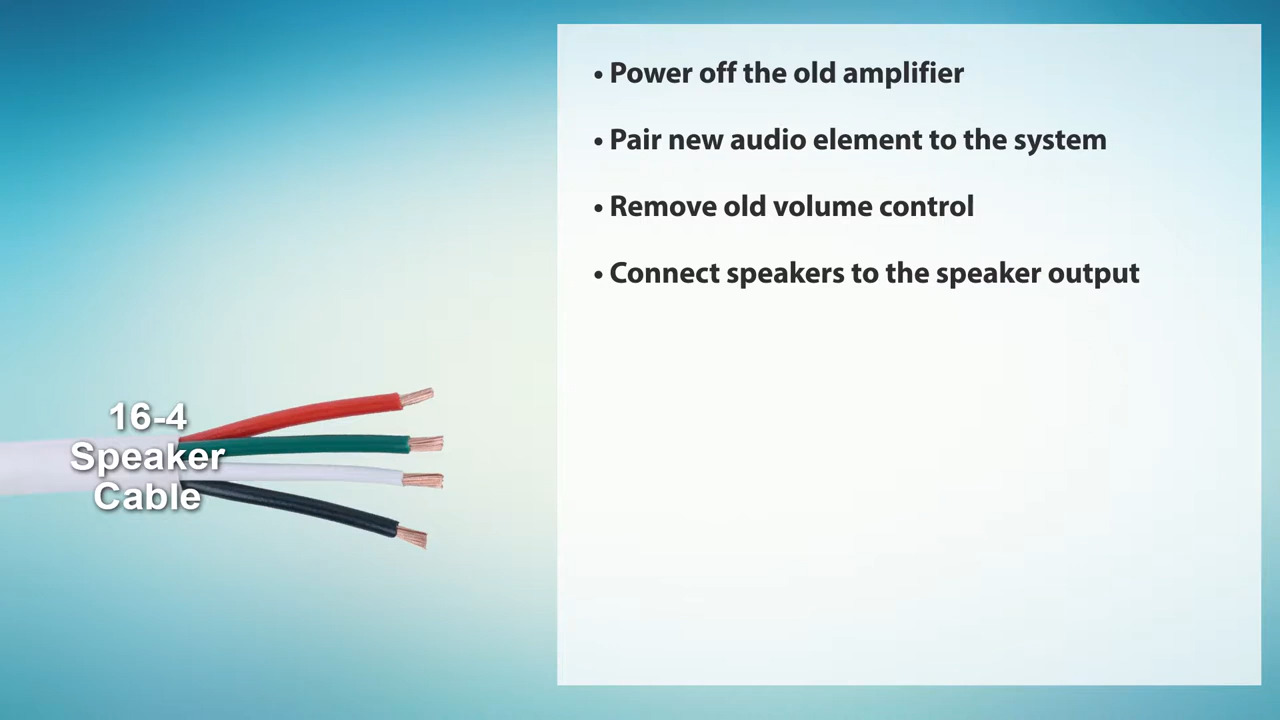 • Power off the old amplifier
• Pair new audio element to the system
• Remove old volume control
• Connect speakers to the speaker output
16-4
Speaker
Cable